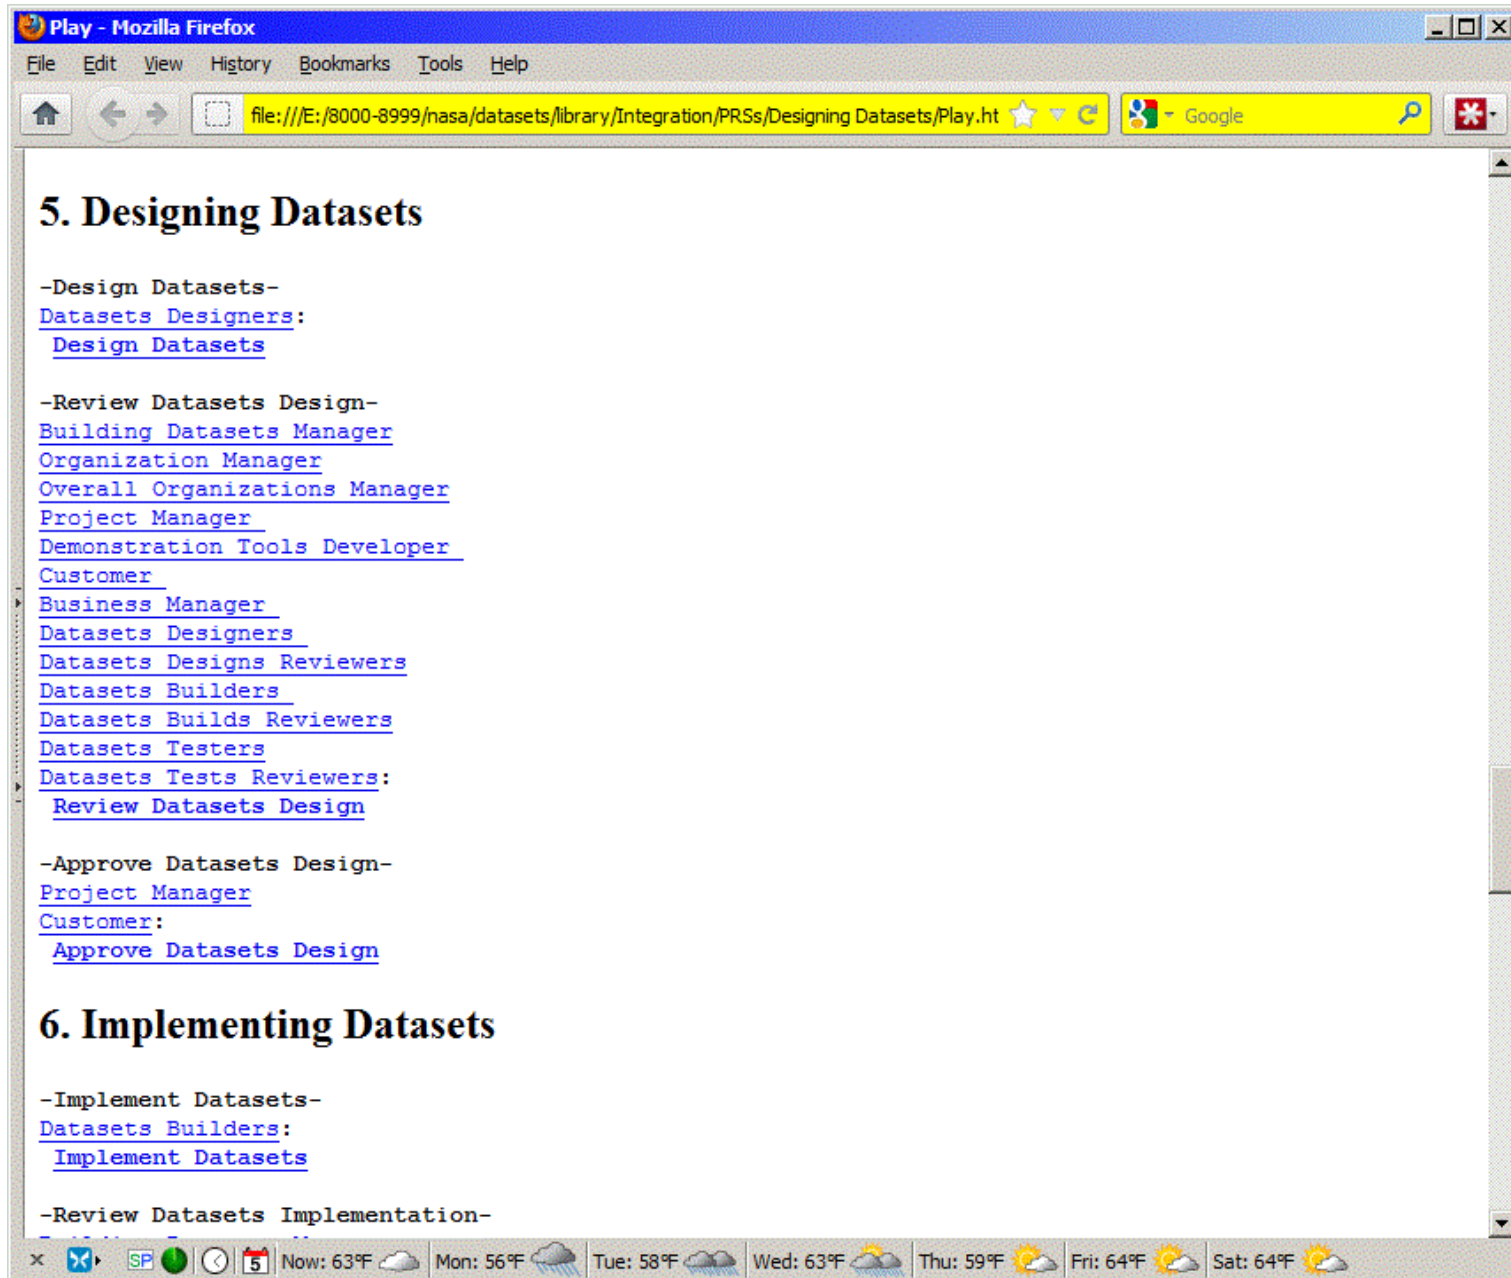 Play - Mozilla Firefox
File Edit View History Bookmarks Tools Help
file:///E:/8000-8999/nasa/datasets/library/Integration/PRSs/Designing Datasets/Play.ht Google
5. Designing Datasets
-Design Datasets-
Datasets Designers:
Design Datasets
-Review Datasets Design-
Building Datasets Manager
Organization Manager
Overall Organizations Manager
Project Manager
Demonstration Tools Developer
Customer
Business Manager
Datasets Designers
Datasets Designs Reviewers
Datasets Builders
Datasets Builds Reviewers
Datasets Testers
Datasets Tests Reviewers:
Review Datasets Design
-Approve Datasets Design-
Project Manager
Customer:
Approve Datasets Design
6. Implementing Datasets
-Implement Datasets-
Datasets Builders:
Implement Datasets
-Review Datasets Implementation-
SP 5 Now: 63°F Mon: 56°F Tue: 58°F Wed: 63°F Thu: 59°F Fri: 64°F Sat: 64°F